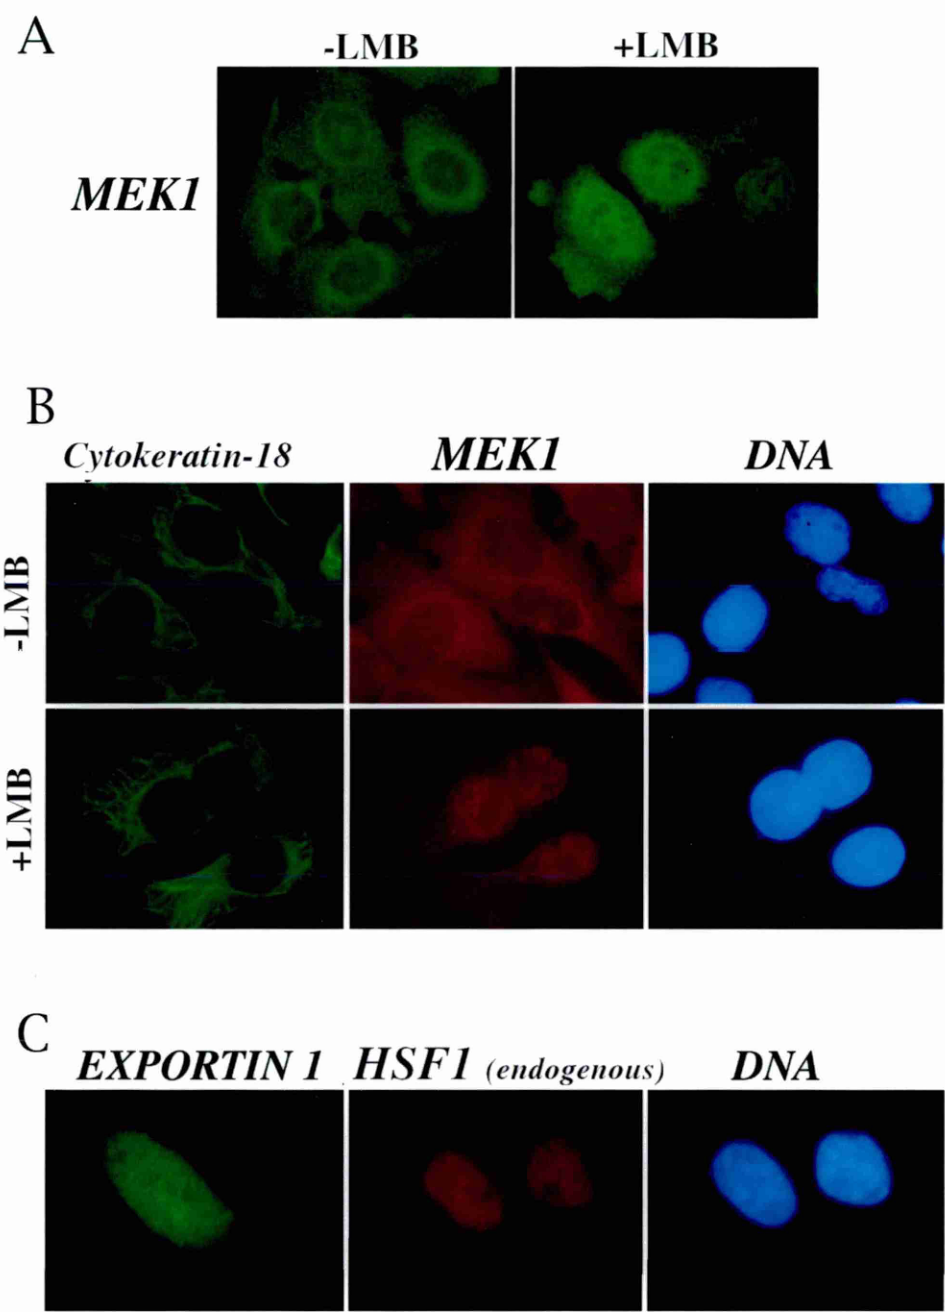 A
-LMB +LMB
MEK1
B
Cytokeratin-18 MEK1 DNA
-LMB
+LMB
C
EXPORTIN 1 HSF1 (endogenous) DNA